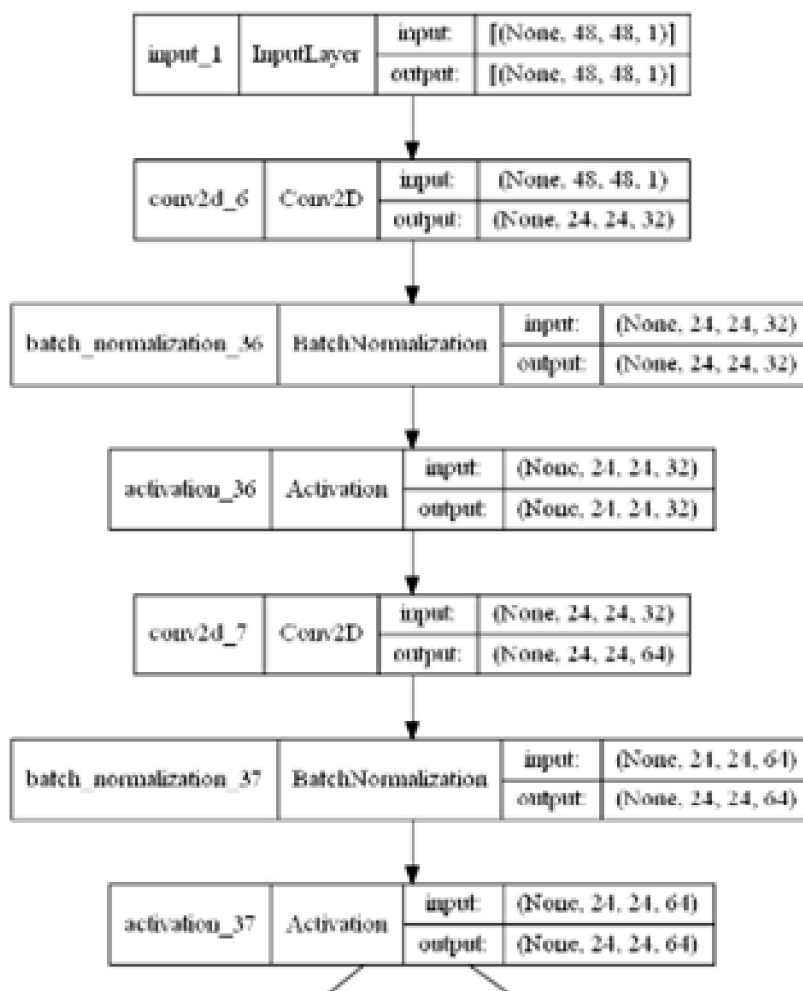 input_1 InputLayer input: [(None, 48, 48, 1)]
output: [(None, 48, 48, 1)]
conv2d_6 Conv2D input: (None, 48, 48, 1)
output: (None, 24, 24, 32)
batch_normalization_36 BatchNormalization input: (None, 24, 24, 32)
output: (None, 24, 24, 32)
activation_36 Activation input: (None, 24, 24, 32)
output: (None, 24, 24, 32)
conv2d_7 Conv2D input: (None, 24, 24, 32)
output: (None, 24, 24, 64)
batch_normalization_37 BatchNormalization input: (None, 24, 24, 64)
output: (None, 24, 24, 64)
activation_37 Activation input: (None, 24, 24, 64)
output: (None, 24, 24, 64)